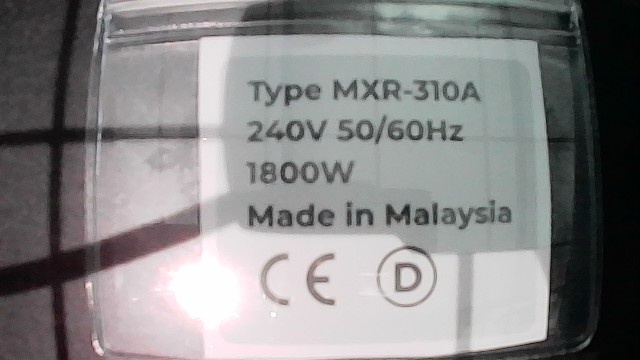 Type MXR-310A
240V 50/60Hz
1800W
Made in Malaysia
CE D